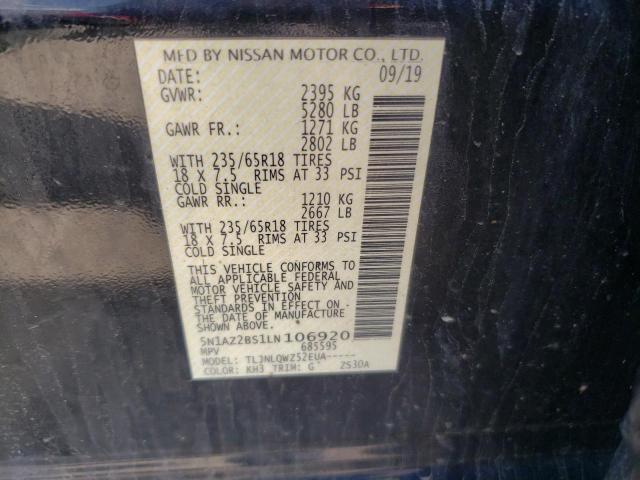 MFD BY NISSAN MOTOR CO., LTD.
DATE: 09/19
GVWR: 2395 KG
5280 LB
GAWR FR.: 1271 KG
2802 LB
WITH 235/65R18 TIRES
18 X 7.5 RIMS AT 33 PSI
COLD SINGLE
GAWR RR.: 1210 KG
2667 LB
WITH 235/65R18 TIRES
18 X 7.5 RIMS AT 33 PSI
COLD SINGLE
THIS VEHICLE CONFORMS TO
ALL APPLICABLE FEDERAL
MOTOR VEHICLE SAFETY AND
THEFT PREVENTION
STANDARDS IN EFFECT ON
THE DATE OF MANUFACTURE
SHOWN ABOVE.
5N1AZ2BS1LN106920
MPV 685595
MODEL: TLJNLQWZ52EUA-----
COLOR: KH3 TRIM: G ZS30A